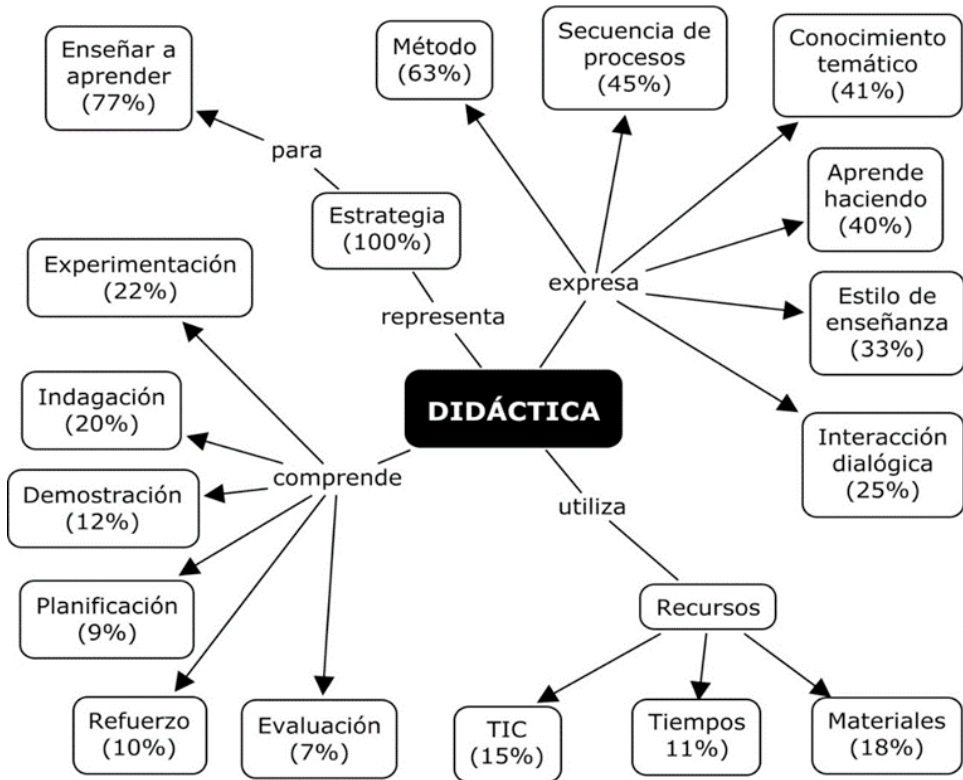 Enseñar a
aprender
(77%)
Método
(63%)
Secuencia de
procesos
(45%)
Conocimiento
temático
(41%)
para
Aprende
haciendo
(40%)
Estrategia
(100%)
Experimentación
(22%)
expresa
Estilo de
enseñanza
(33%)
representa
DIDÁCTICA
Indagación
(20%)
Interacción
dialógica
(25%)
comprende
Demostración
(12%)
utiliza
Planificación
(9%)
Recursos
Refuerzo
(10%)
Evaluación
(7%)
TIC
(15%)
Tiempos
11%)
Materiales
(18%)